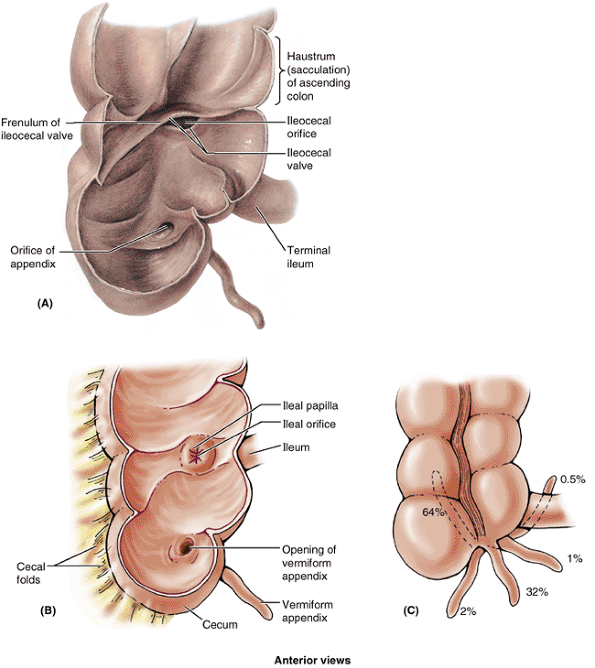 Haustrum
(sacculation)
of ascending
colon
Frenulum of
ileocecal valve
Ileocecal
orifice
Ileocecal
valve
Orifice of
appendix
Terminal
ileum
(A)
Ileal papilla
Ileal orifice
Ileum
Cecal
folds
Opening of
vermiform
appendix
Vermiform
appendix
Cecum
(B)
0.5%
64%
1%
32%
2%
(C)
Anterior views